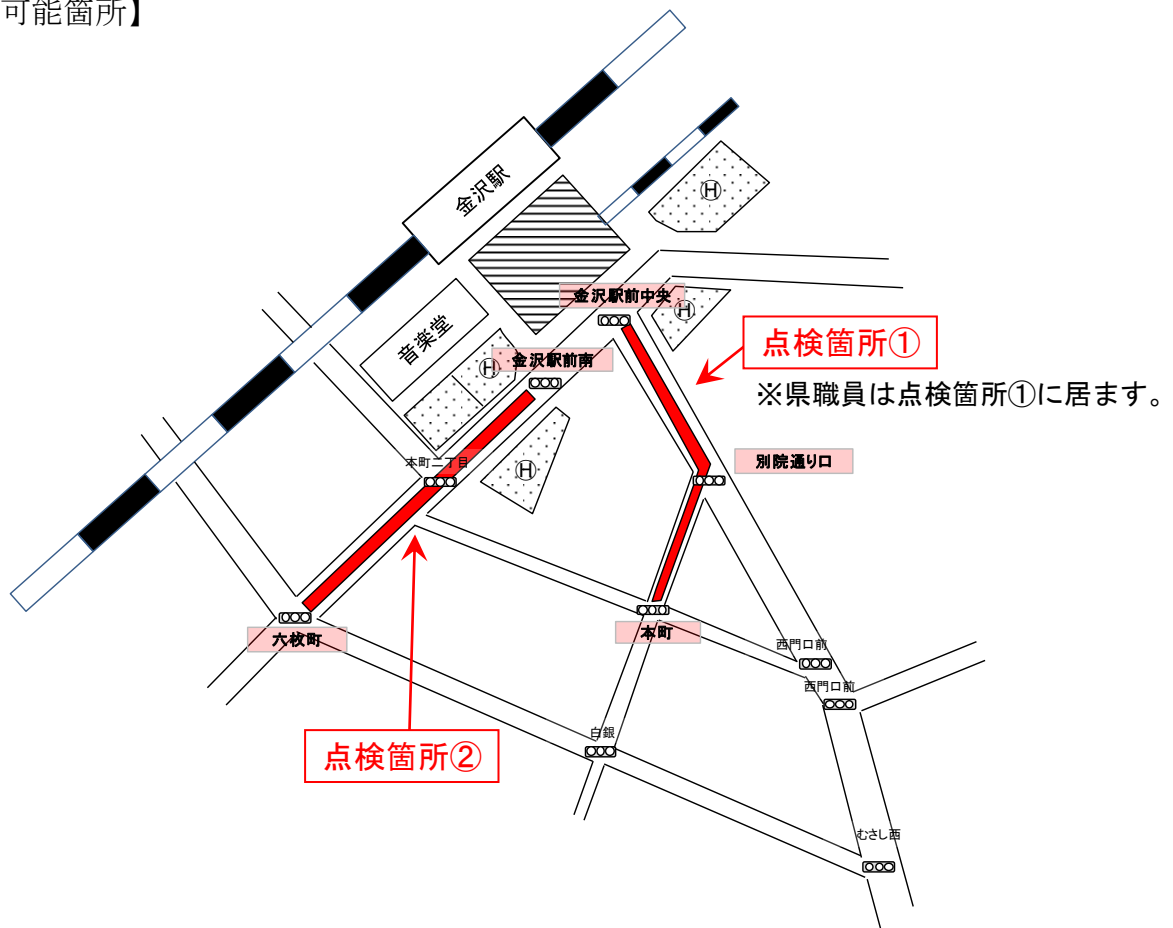 可能箇所】
金沢駅
Ⓗ
金沢駅前中央
Ⓗ
音楽堂
点検箇所①
金沢駅前南
Ⓗ
※県職員は点検箇所①に居ます。
本町二丁目
Ⓗ
別院通り口
六枚町
本町
西門口前
西門口前
白銀
点検箇所②
むさし西